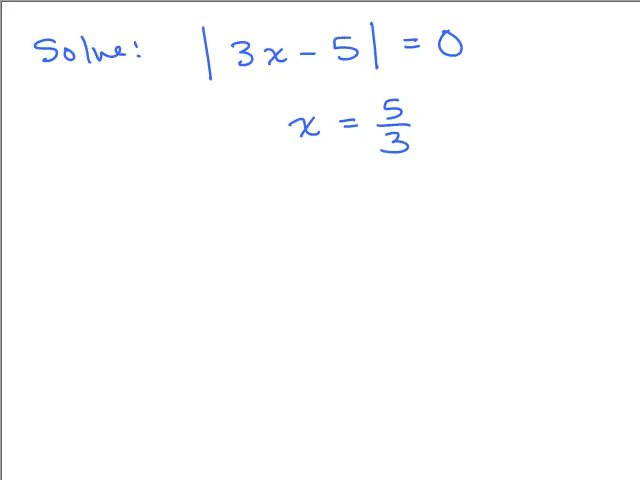 Solve: |3x - 5| = 0
x = 5/3